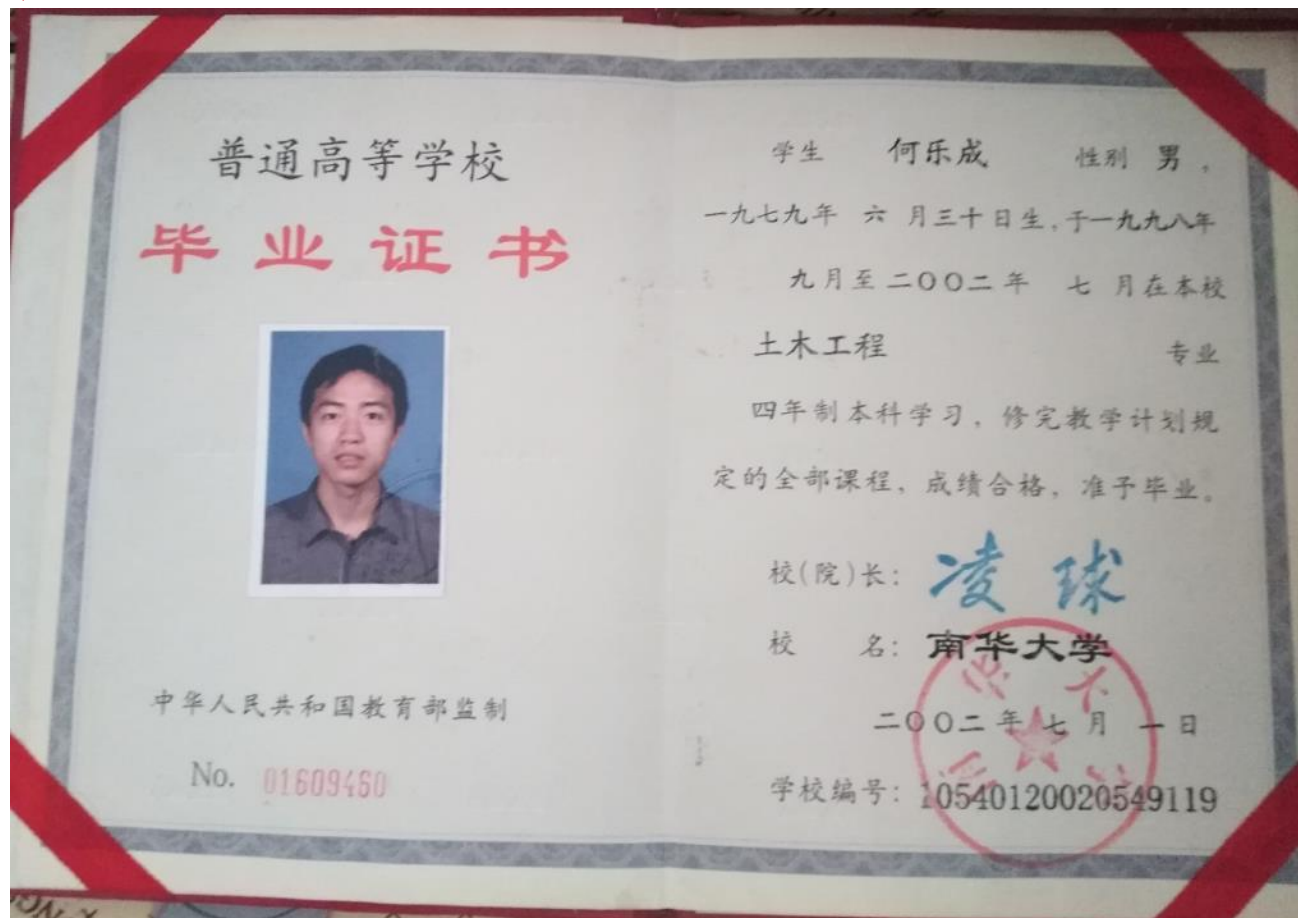 普通高等学校
毕业证书
中华人民共和国教育部监制
No. 01609460
学生 何乐成 性别 男，
一九七九年 六 月三十日生，于一九九八年
九月至二〇〇二年 七 月在本校
土木工程 专业
四年制本科学习，修完教学计划规
定的全部课程，成绩合格，准予毕业。
校(院)长：凌球
校 名：南华大学
二〇〇二年七月一日
学校编号：10540120020549119